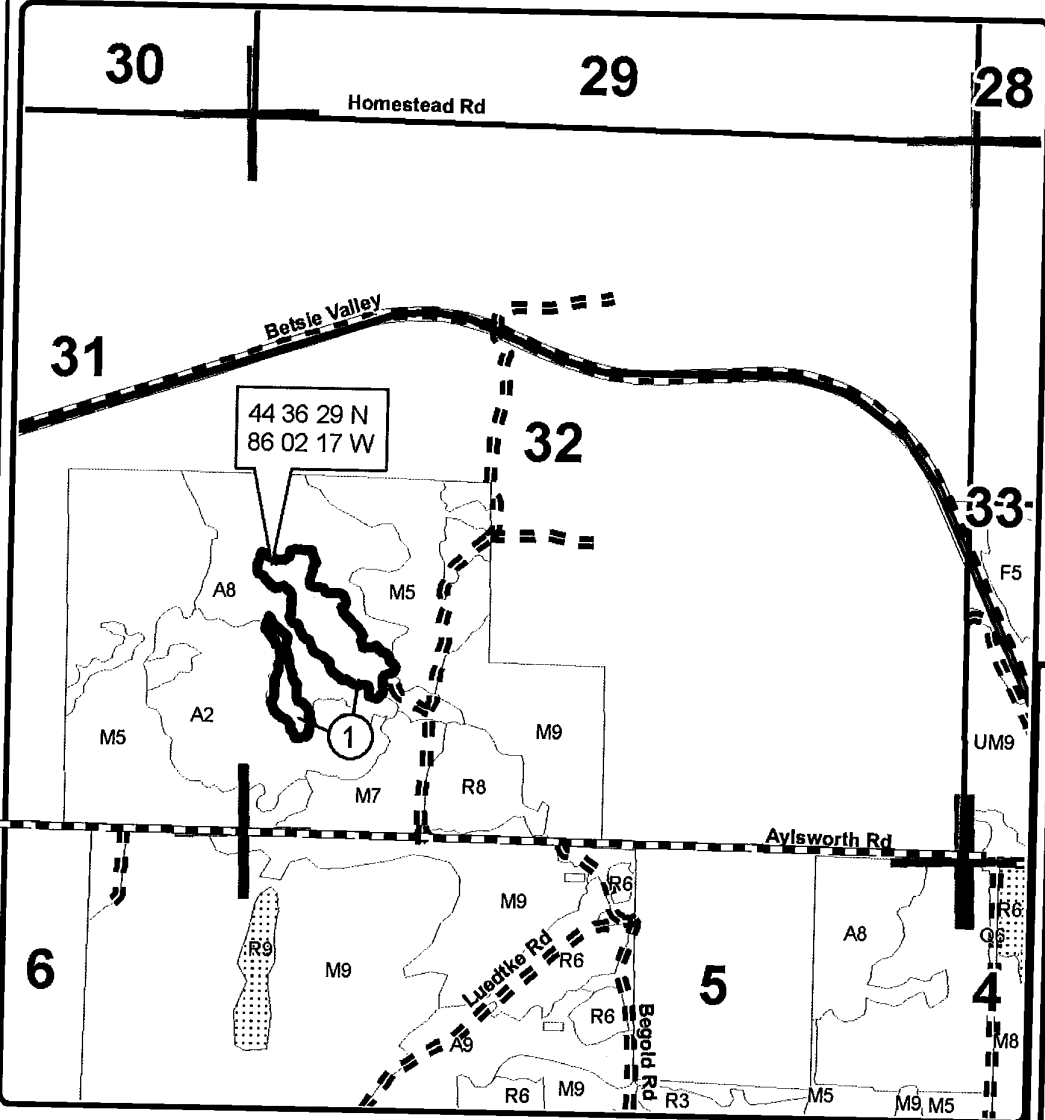 30
29
28
Homestead Rd
Betsie Valley
31
44 36 29 N
86 02 17 W
32
33
F5
A8
M5
A2
M5
1
M9
UM9
M7
R8
Aylsworth Rd
M9
R6
A8
R6
Q6
R9
M9
6
R6
5
4
Luedtke Rd
R6
Begold Rd
A9
M8
R6
M9
R3
M5
M9
M5